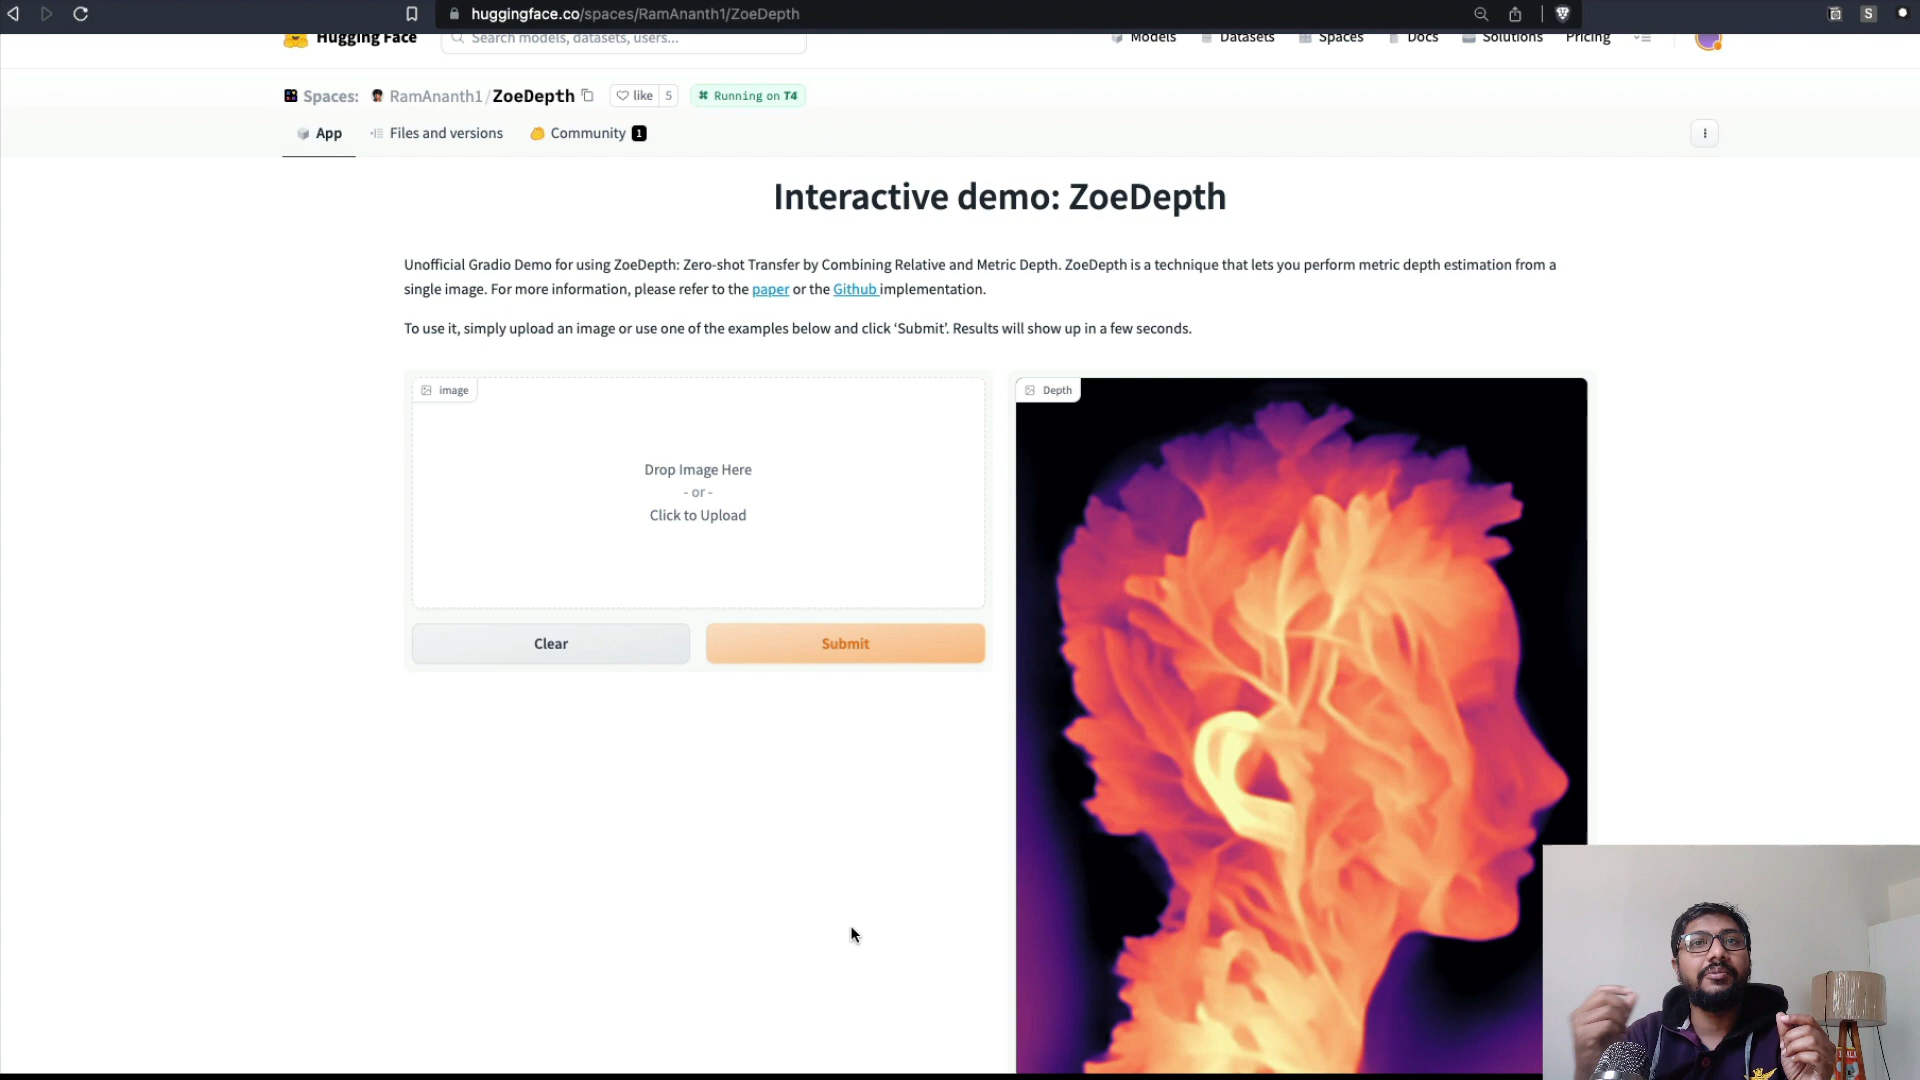 huggingface.co/spaces/RamAnanth1/ZoeDepth
S
Hugging Face
Search models, datasets, users...
Models
Datasets
Spaces
Docs
Solutions
Pricing
Spaces:
RamAnanth1/ZoeDepth
like
5
Running on T4
App
Files and versions
Community
1
Interactive demo: ZoeDepth
Unofficial Gradio Demo for using ZoeDepth: Zero-shot Transfer by Combining Relative and Metric Depth. ZoeDepth is a technique that lets you perform metric depth estimation from a
single image. For more information, please refer to the paper or the Github implementation.
To use it, simply upload an image or use one of the examples below and click ‘Submit’. Results will show up in a few seconds.
image
Depth
Drop Image Here
- or -
Click to Upload
Clear
Submit